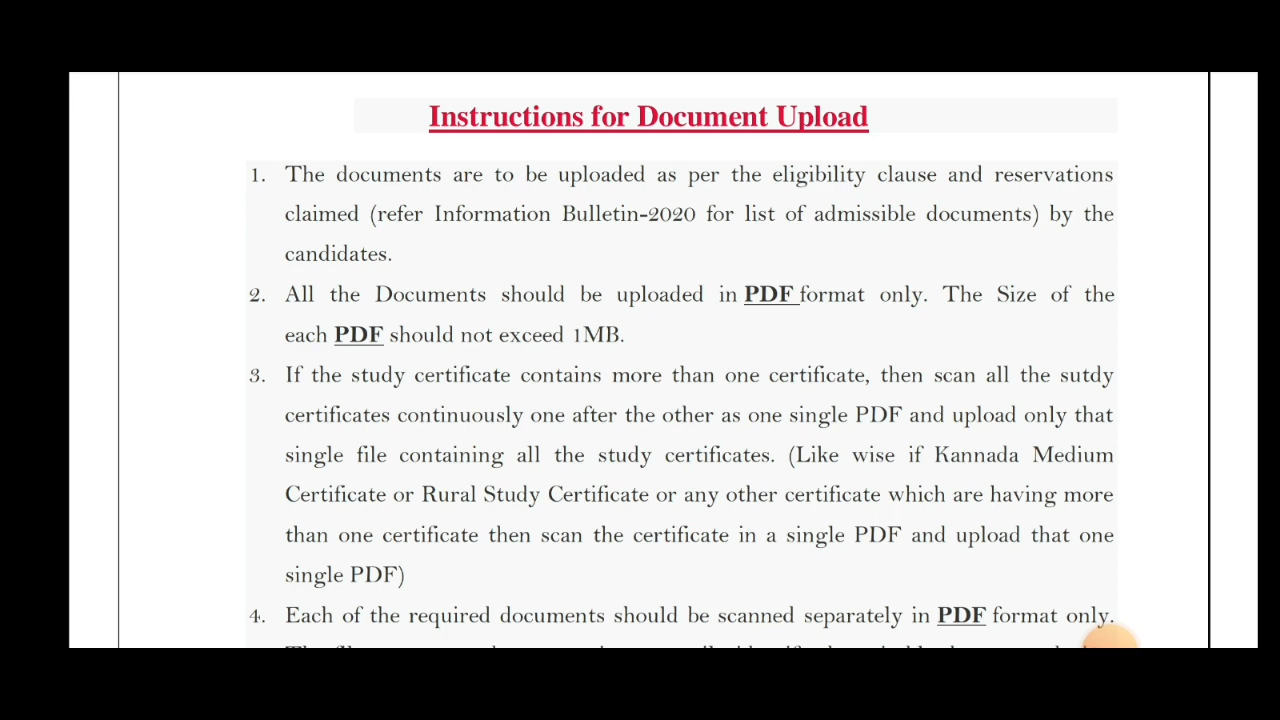 Instructions for Document Upload
1. The documents are to be uploaded as per the eligibility clause and reservations
claimed (refer Information Bulletin-2020 for list of admissible documents) by the
candidates.
2. All the Documents should be uploaded in PDF format only. The Size of the
each PDF should not exceed 1MB.
3. If the study certificate contains more than one certificate, then scan all the sutdy
certificates continuously one after the other as one single PDF and upload only that
single file containing all the study certificates. (Like wise if Kannada Medium
Certificate or Rural Study Certificate or any other certificate which are having more
than one certificate then scan the certificate in a single PDF and upload that one
single PDF)
4. Each of the required documents should be scanned separately in PDF format only.